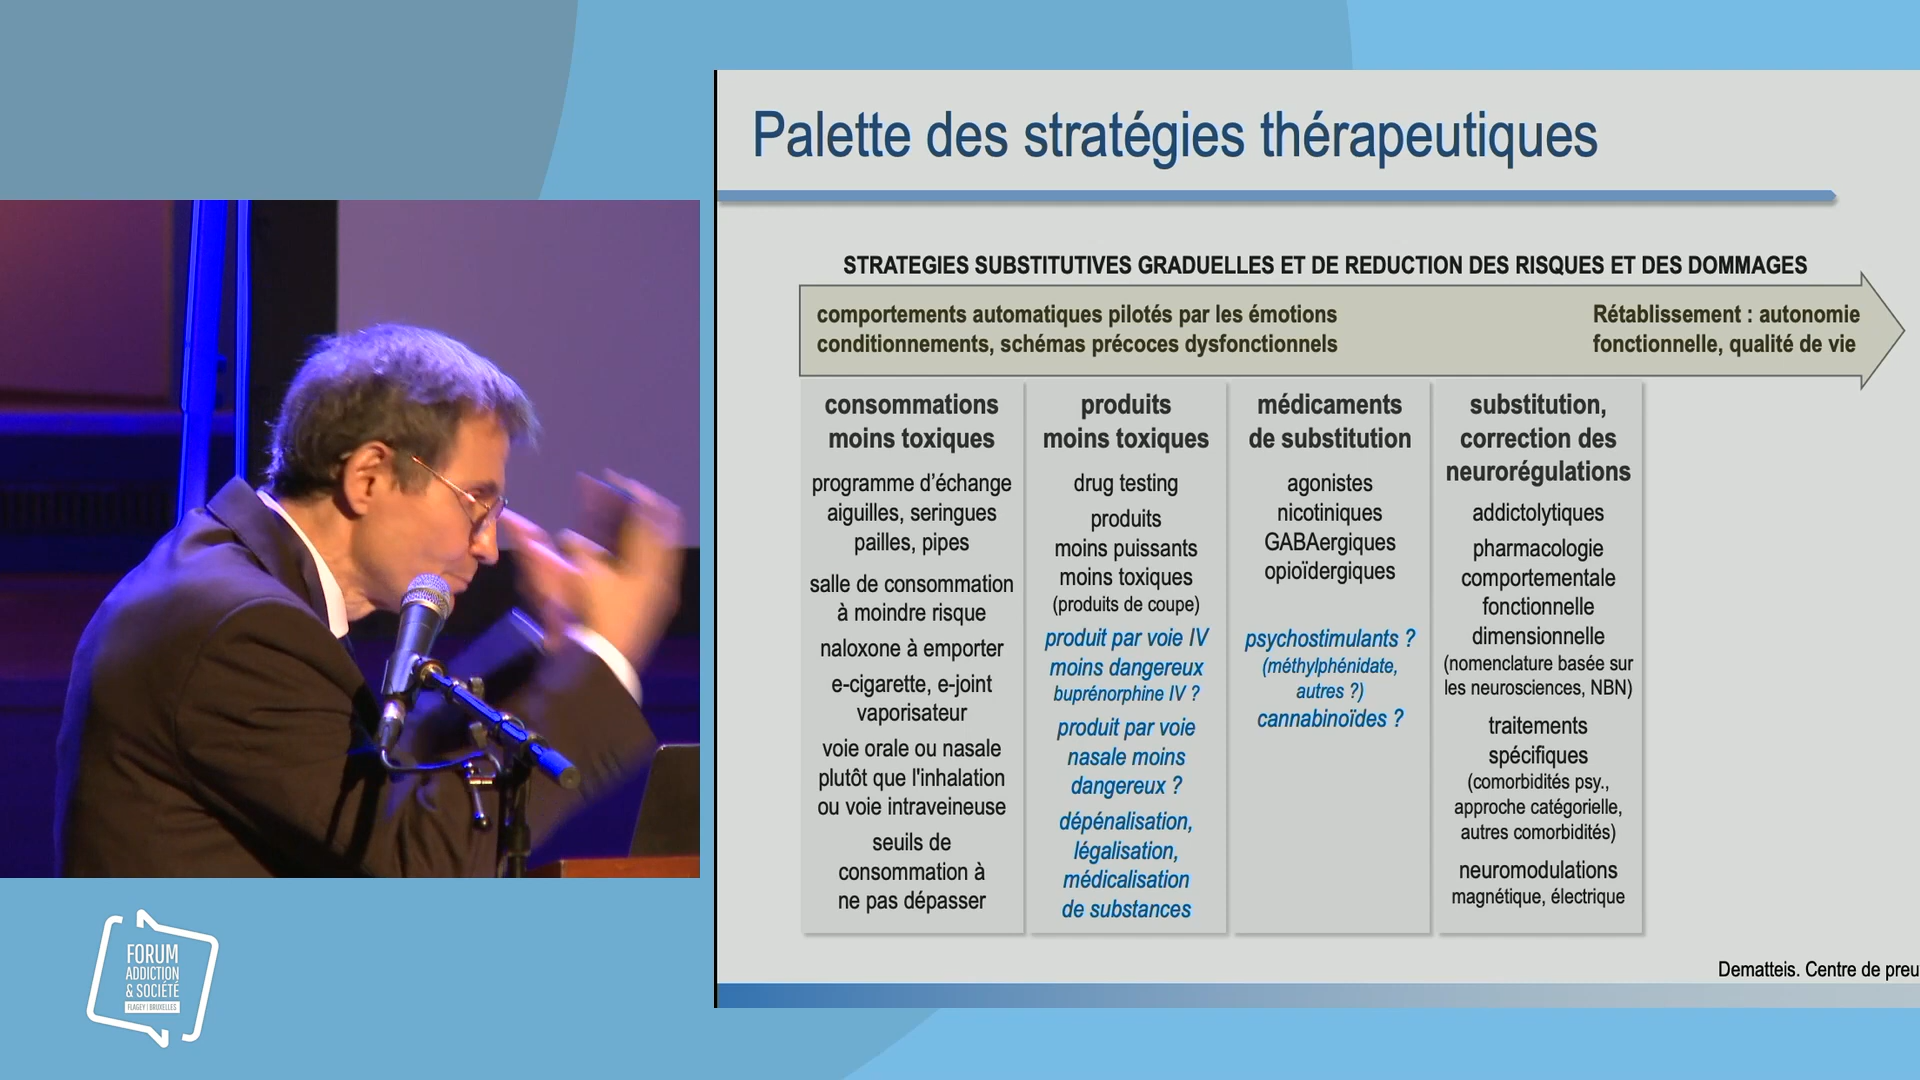 Palette des stratégies thérapeutiques
STRATEGIES SUBSTITUTIVES GRADUELLES ET DE REDUCTION DES RISQUES ET DES DOMMAGES
comportements automatiques pilotés par les émotions
conditionnements, schémas précoces dysfonctionnels
Rétablissement : autonomie
fonctionnelle, qualité de vie
consommations
moins toxiques
programme d'échange
aiguilles, seringues
pailles, pipes
salle de consommation
à moindre risque
naloxone à emporter
e-cigarette, e-joint
vaporisateur
voie orale ou nasale
plutôt que l'inhalation
ou voie intraveineuse
seuils de
consommation à
ne pas dépasser
produits
moins toxiques
drug testing
produits
moins puissants
moins toxiques
(produits de coupe)
produit par voie IV
moins dangereux
buprénorphine IV ?
produit par voie
nasale moins
dangereux ?
dépénalisation,
légalisation,
médicalisation
de substances
médicaments
de substitution
agonistes
nicotiniques
GABAergiques
opioïdergiques
psychostimulants ?
(méthylphénidate,
autres ?)
cannabinoïdes ?
substitution,
correction des
neurorégulations
addictolytiques
pharmacologie
comportementale
fonctionnelle
dimensionnelle
(nomenclature basée sur
les neurosciences, NBN)
traitements
spécifiques
(comorbidités psy.,
approche catégorielle,
autres comorbidités)
neuromodulations
magnétique, électrique
Dematteis. Centre de preu
FORUM
ADDICTION
& SOCIÉTÉ
FLAGEY | BRUXELLES